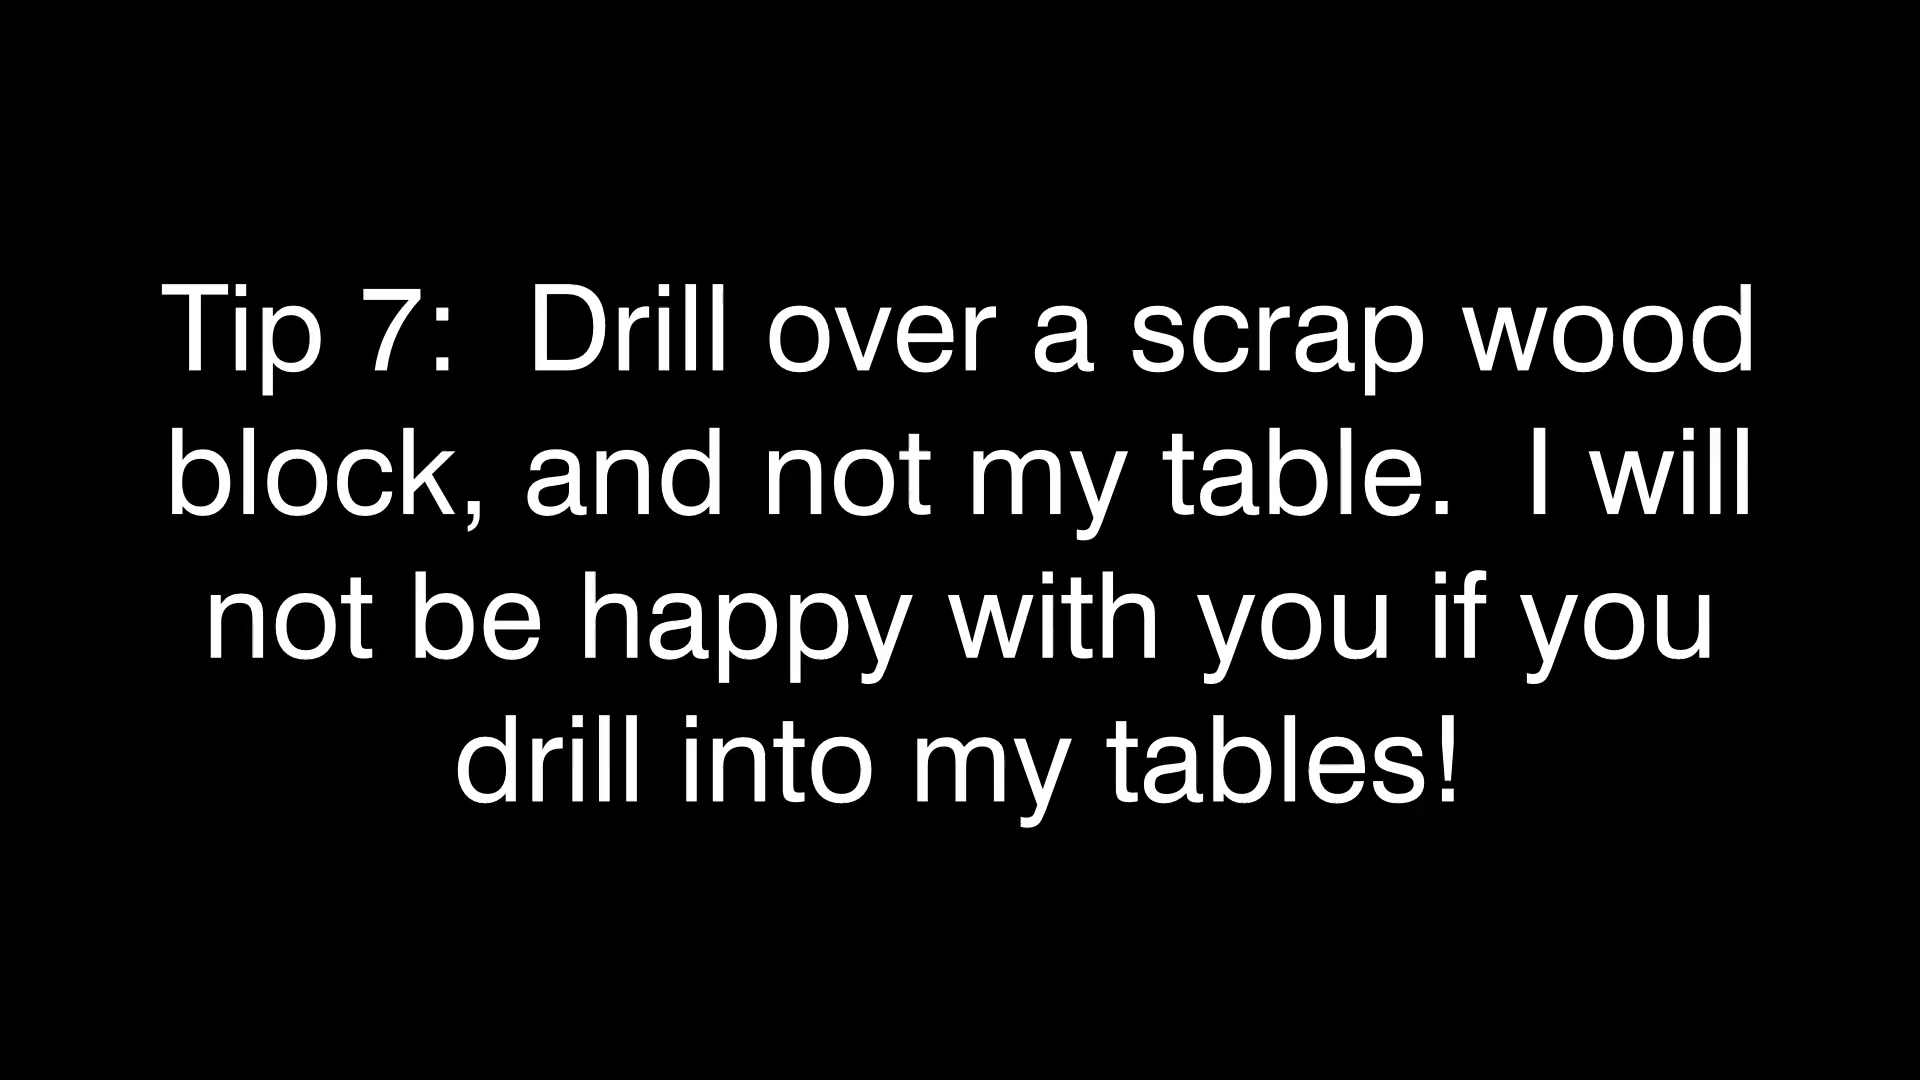 Tip 7:  Drill over a scrap wood
block, and not my table.  I will
not be happy with you if you
drill into my tables!